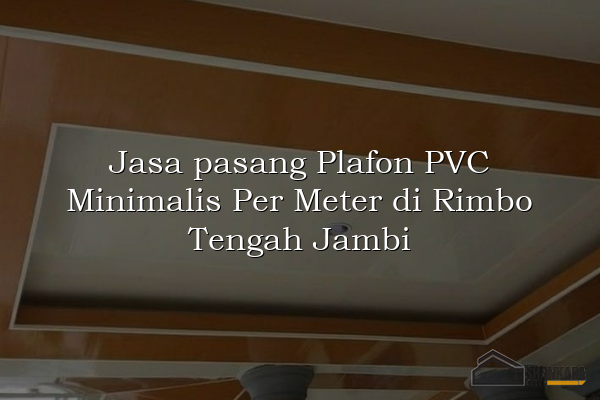 Jasa pasang Plafon PVC
Minimalis Per Meter di Rimbo
Tengah Jambi